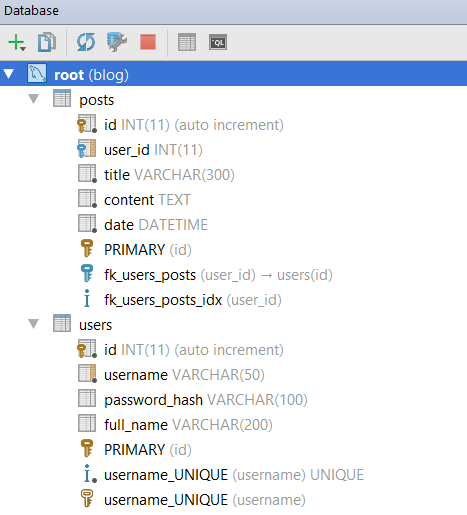 Database
QL
root (blog)
posts
id INT(11) (auto increment)
user_id INT(11)
title VARCHAR(300)
content TEXT
date DATETIME
PRIMARY (id)
fk_users_posts (user_id) → users(id)
fk_users_posts_idx (user_id)
users
id INT(11) (auto increment)
username VARCHAR(50)
password_hash VARCHAR(100)
full_name VARCHAR(200)
PRIMARY (id)
username_UNIQUE (username) UNIQUE
username_UNIQUE (username)